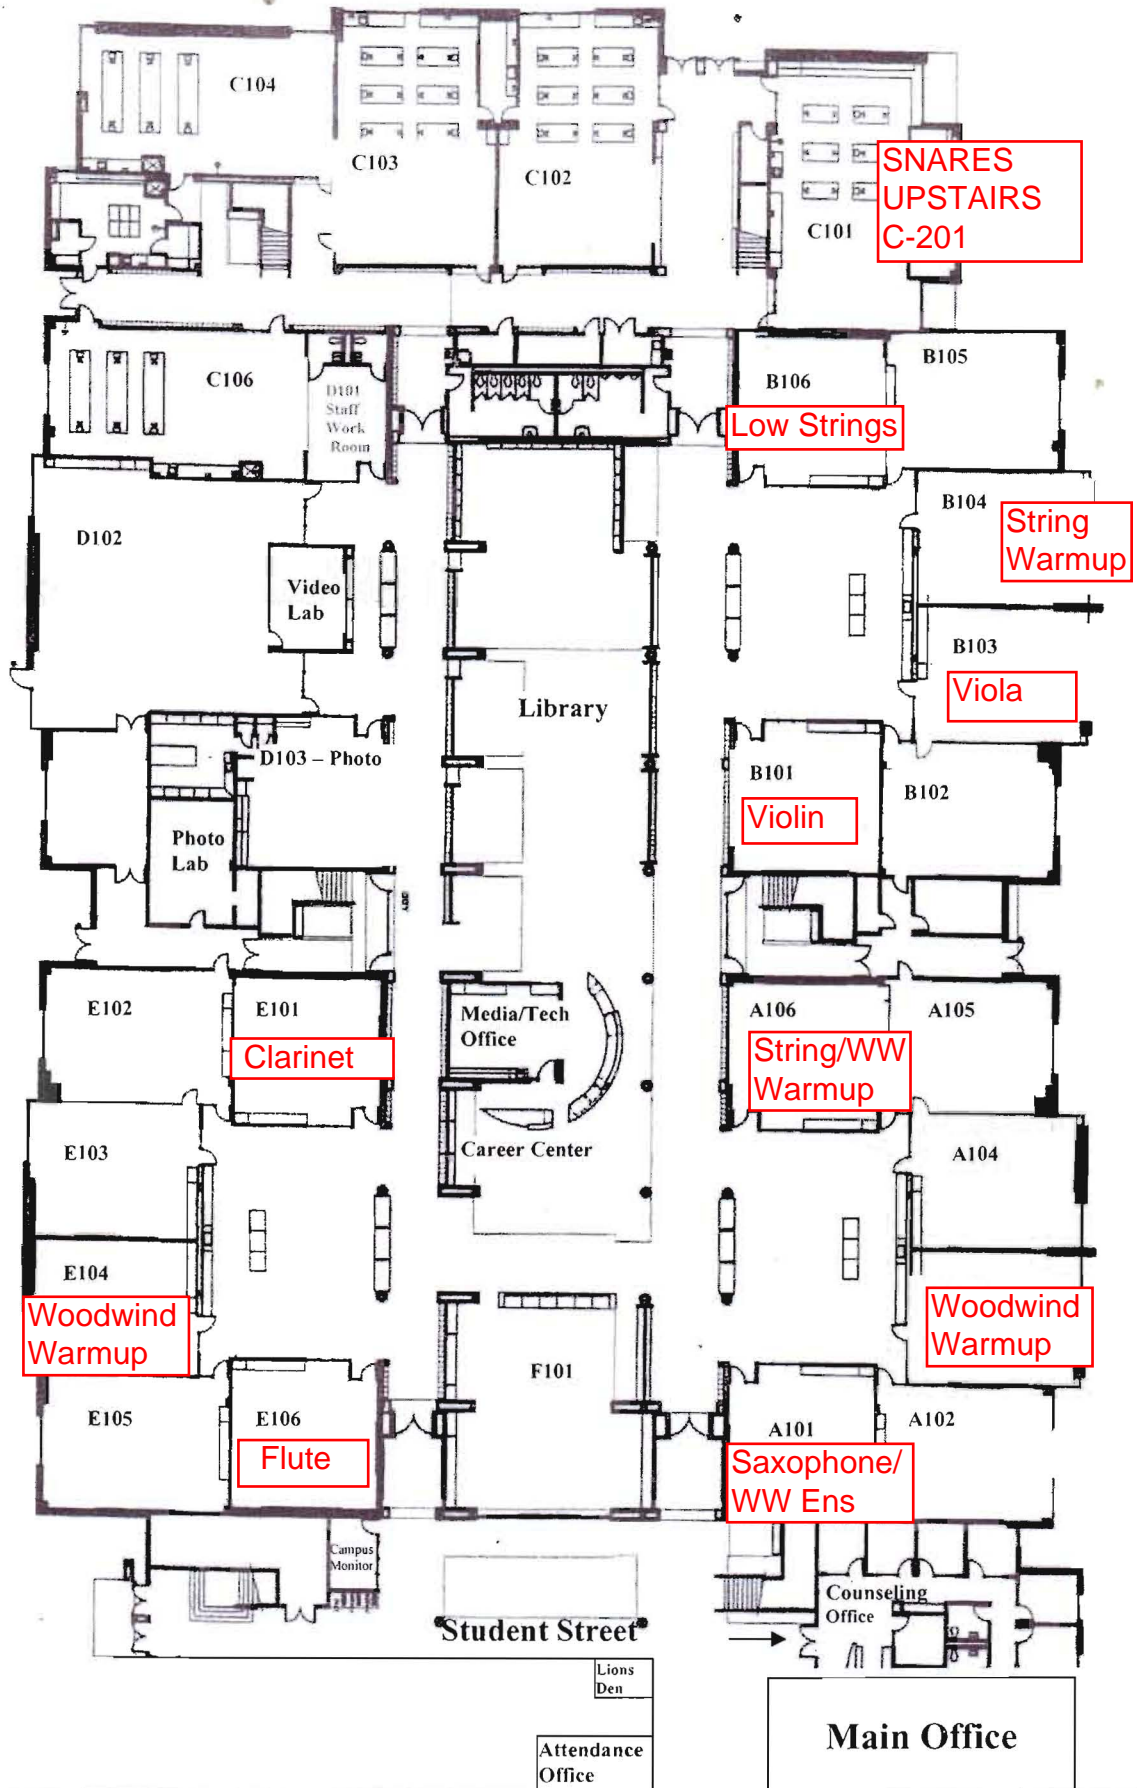 C104
C103
C102
C101
SNARES
UPSTAIRS
C-201
C106
D101
Staff
Work
Room
B106
Low Strings
B105
B104
String
Warmup
D102
Video
Lab
B103
Viola
Library
D103 – Photo
B101
Violin
B102
Photo
Lab
E102
E101
Clarinet
Media/Tech
Office
A106
String/WW
Warmup
A105
E103
Career Center
A104
E104
Woodwind
Warmup
Woodwind
Warmup
F101
E105
E106
Flute
A101
Saxophone/
WW Ens
A102
Campus
Monitor
Counseling
Office
Student Street
Lions
Den
Main Office
Attendance
Office